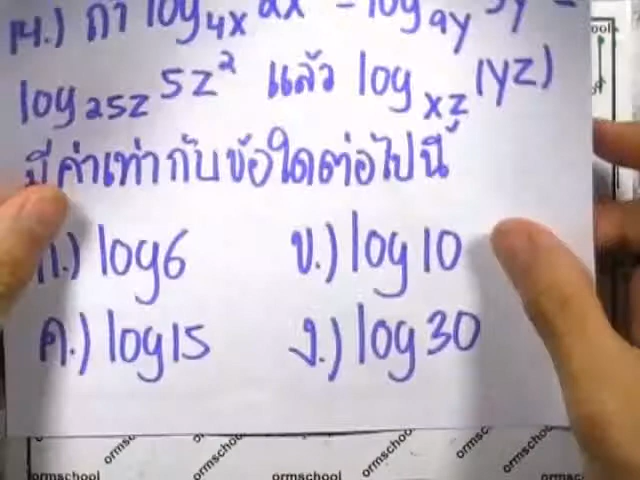 14.) ถ้า log₄ₓ 2x = log₉y 3y =
log₂₅z 5z² แล้ว logₓz (yz)
มีค่าเท่ากับข้อใดต่อไปนี้
ก.) log6 ข.) log10
ค.) log15 ง.) log30
ormschool ormschool ormschool
ormschool ormschool ormschool